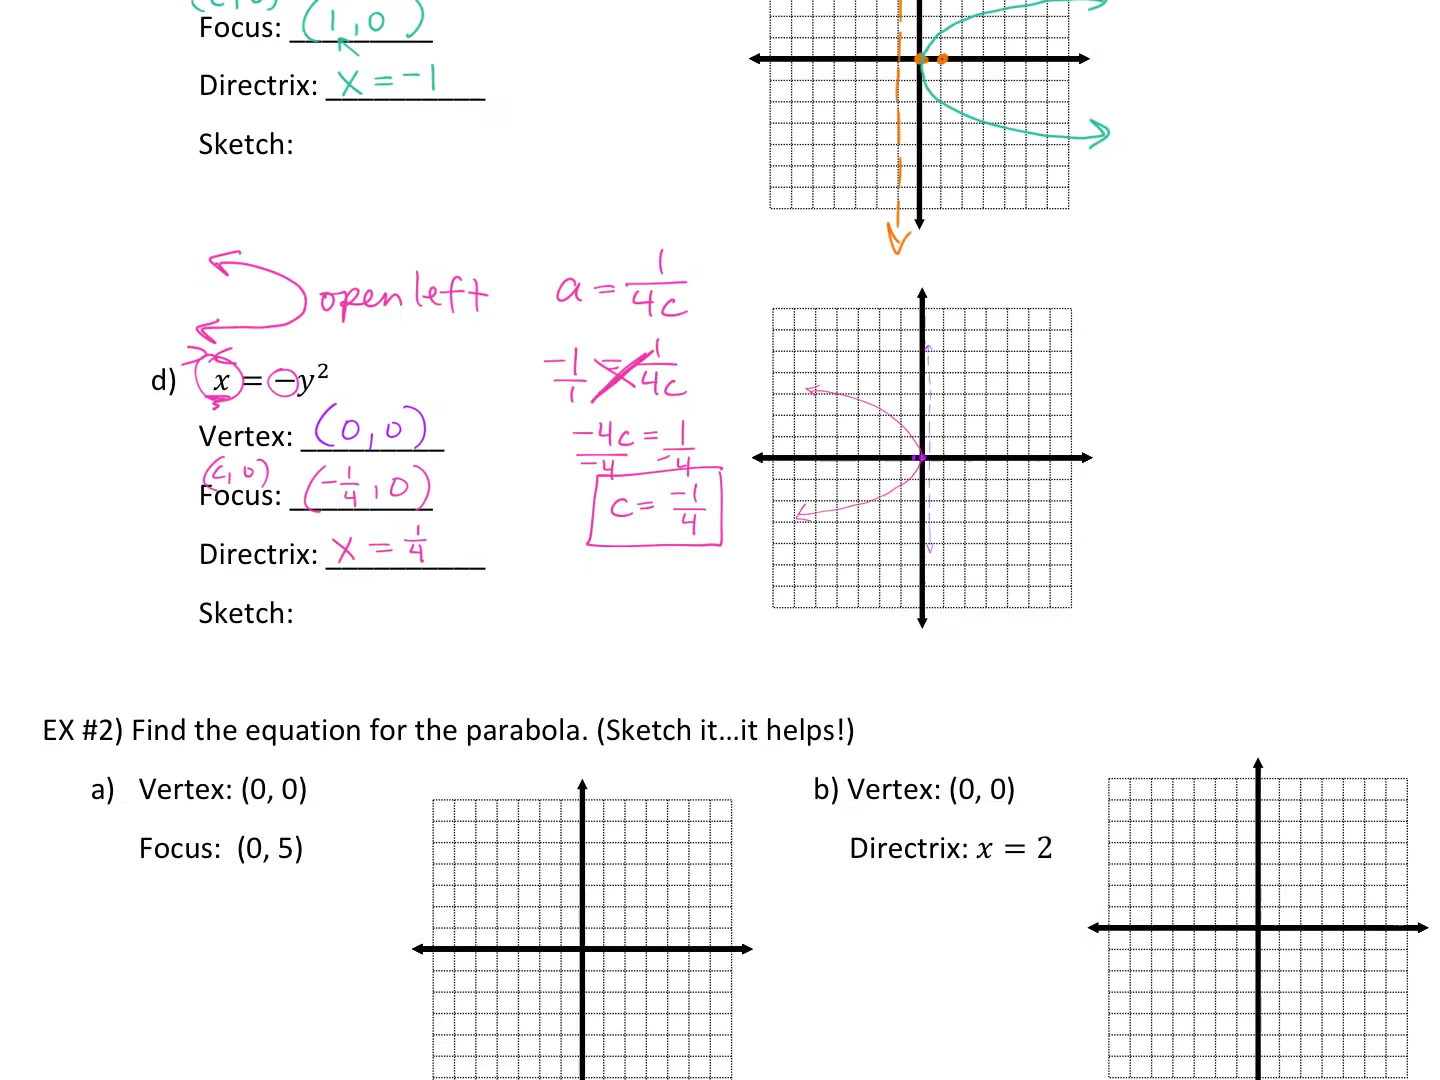 (c, 0)
Focus: (1, 0)
Directrix: x = -1
Sketch:
open left
a = 1/4c
d) x = −y²
-1/1 = 1/4c
Vertex: (0, 0)
-4c = 1
-4 -4
(c, 0)
Focus: (-1/4, 0)
c = -1/4
Directrix: x = 1/4
Sketch:
EX #2) Find the equation for the parabola. (Sketch it…it helps!)
a) Vertex: (0, 0)
Focus: (0, 5)
b) Vertex: (0, 0)
Directrix: x = 2